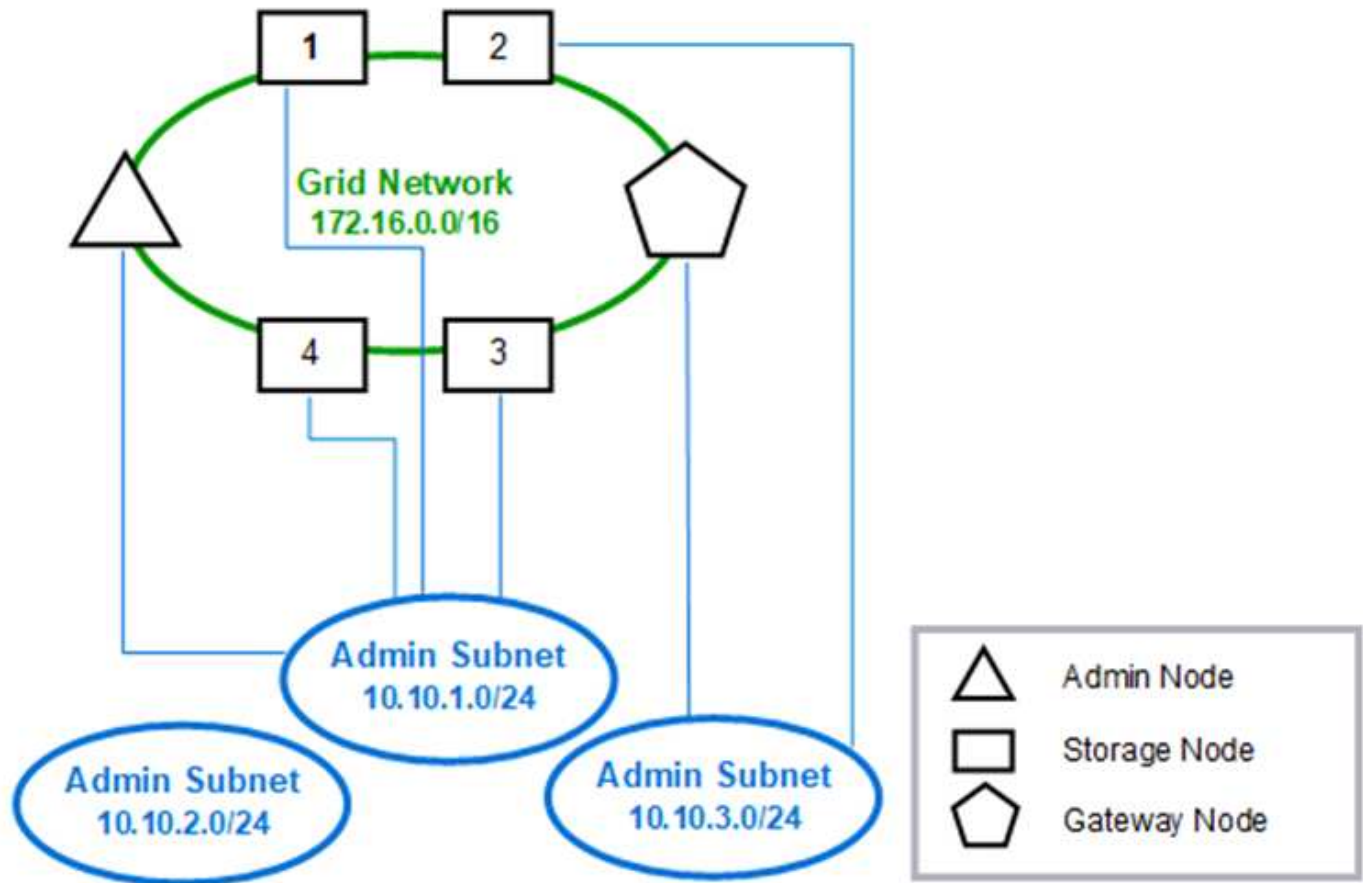 1
2
Grid Network
172.16.0.0/16
4
3
Admin Subnet
10.10.1.0/24
Admin Subnet
10.10.2.0/24
Admin Subnet
10.10.3.0/24
Admin Node
Storage Node
Gateway Node